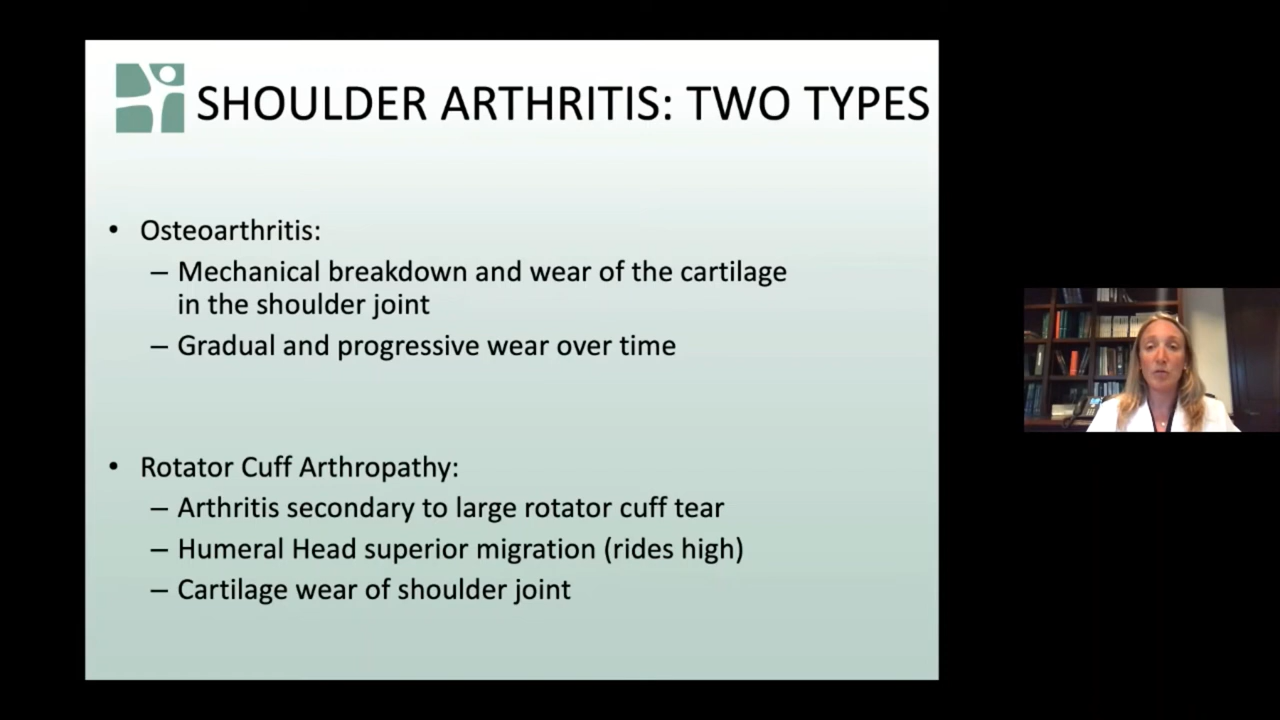 SHOULDER ARTHRITIS: TWO TYPES
• Osteoarthritis:
– Mechanical breakdown and wear of the cartilage
in the shoulder joint
– Gradual and progressive wear over time
• Rotator Cuff Arthropathy:
– Arthritis secondary to large rotator cuff tear
– Humeral Head superior migration (rides high)
– Cartilage wear of shoulder joint